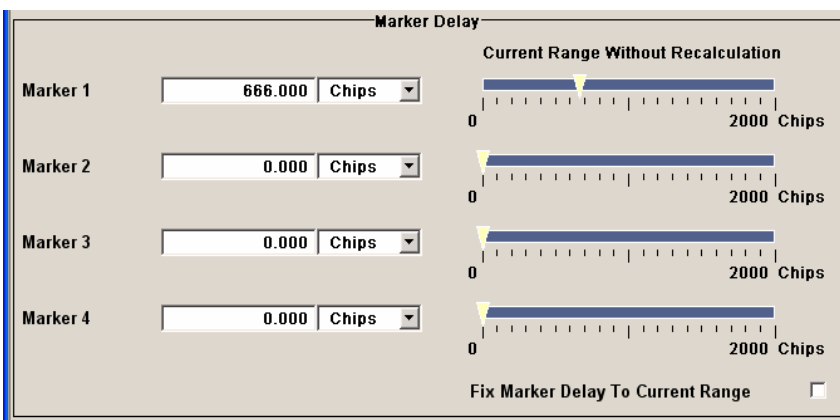 Marker Delay
Current Range Without Recalculation
Marker 1 666.000 Chips
0 2000 Chips
Marker 2 0.000 Chips
0 2000 Chips
Marker 3 0.000 Chips
0 2000 Chips
Marker 4 0.000 Chips
0 2000 Chips
Fix Marker Delay To Current Range